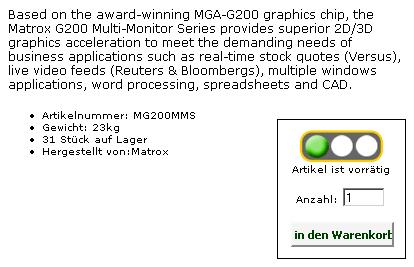 Based on the award-winning MGA-G200 graphics chip, the
Matrox G200 Multi-Monitor Series provides superior 2D/3D
graphics acceleration to meet the demanding needs of
business applications such as real-time stock quotes (Versus),
live video feeds (Reuters & Bloombergs), multiple windows
applications, word processing, spreadsheets and CAD.
• Artikelnummer: MG200MMS
• Gewicht: 23kg
• 31 Stück auf Lager
• Hergestellt von:Matrox
Artikel ist vorrätig
Anzahl: 1
in den Warenkorb